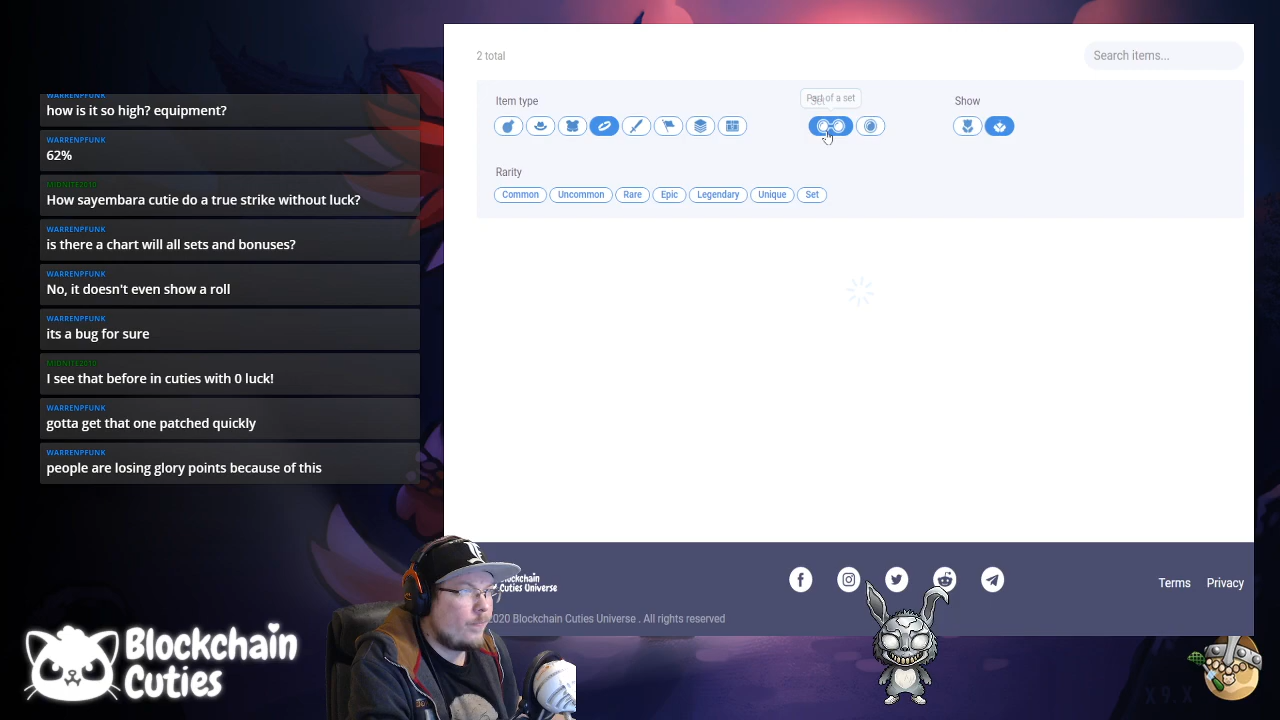 WARRENPFUNK
how is it so high? equipment?
WARRENPFUNK
62%
MIDNITE2010
How sayembara cutie do a true strike without luck?
WARRENPFUNK
is there a chart will all sets and bonuses?
WARRENPFUNK
No, it doesn't even show a roll
WARRENPFUNK
its a bug for sure
MIDNITE2010
I see that before in cuties with 0 luck!
WARRENPFUNK
gotta get that one patched quickly
WARRENPFUNK
people are losing glory points because of this
2 total
Search items...
Item type
Part of a set
Show
Rarity
Common Uncommon Rare Epic Legendary Unique Set
Blockchain
Cuties Universe
Terms Privacy
2020 Blockchain Cuties Universe . All rights reserved
Blockchain
Cuties